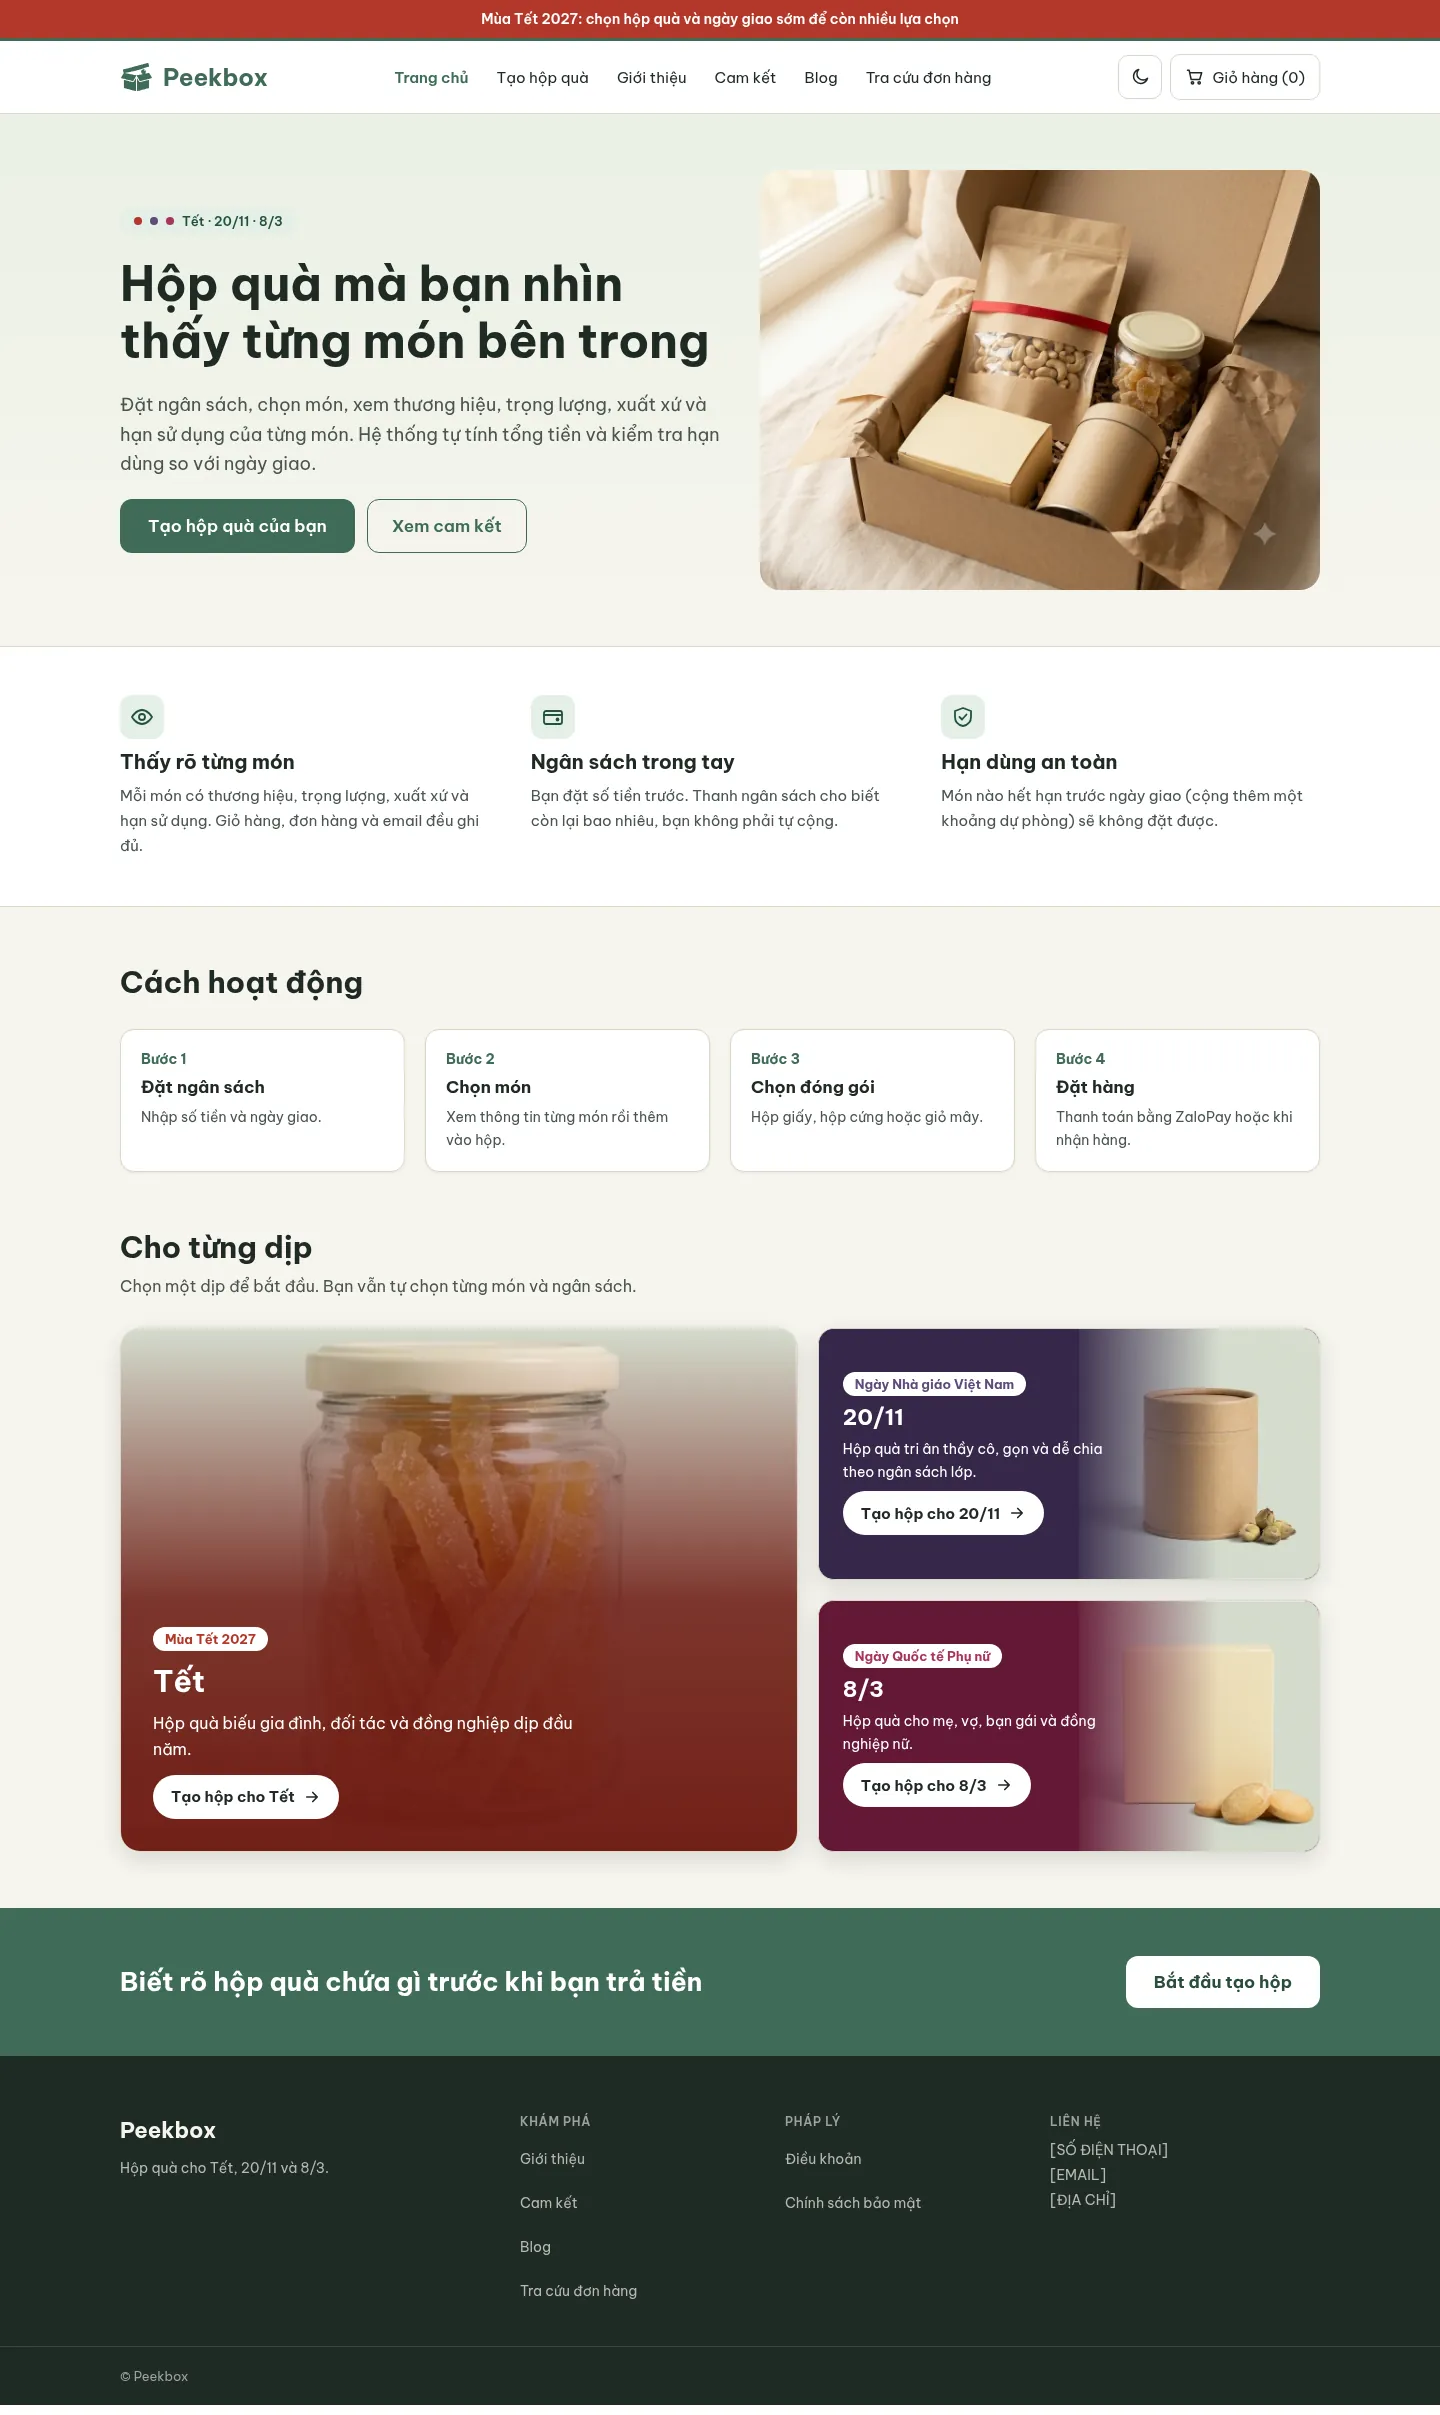 Mùa Tết 2027: chọn hộp quà và ngày giao sớm để còn nhiều lựa chọn
Peekbox
Trang chủ
Tạo hộp quà
Giới thiệu
Cam kết
Blog
Tra cứu đơn hàng
Giỏ hàng (0)
Tết · 20/11 · 8/3
Hộp quà mà bạn nhìn
thấy từng món bên trong
Đặt ngân sách, chọn món, xem thương hiệu, trọng lượng, xuất xứ và
hạn sử dụng của từng món. Hệ thống tự tính tổng tiền và kiểm tra hạn
dùng so với ngày giao.
Tạo hộp quà của bạn
Xem cam kết
Thấy rõ từng món
Mỗi món có thương hiệu, trọng lượng, xuất xứ và
hạn sử dụng. Giỏ hàng, đơn hàng và email đều ghi
đủ.
Ngân sách trong tay
Bạn đặt số tiền trước. Thanh ngân sách cho biết
còn lại bao nhiêu, bạn không phải tự cộng.
Hạn dùng an toàn
Món nào hết hạn trước ngày giao (cộng thêm một
khoảng dự phòng) sẽ không đặt được.
Cách hoạt động
Bước 1
Đặt ngân sách
Nhập số tiền và ngày giao.
Bước 2
Chọn món
Xem thông tin từng món rồi thêm
vào hộp.
Bước 3
Chọn đóng gói
Hộp giấy, hộp cứng hoặc giỏ mây.
Bước 4
Đặt hàng
Thanh toán bằng ZaloPay hoặc khi
nhận hàng.
Cho từng dịp
Chọn một dịp để bắt đầu. Bạn vẫn tự chọn từng món và ngân sách.
Mùa Tết 2027
Tết
Hộp quà biếu gia đình, đối tác và đồng nghiệp dịp đầu
năm.
Tạo hộp cho Tết
Ngày Nhà giáo Việt Nam
20/11
Hộp quà tri ân thầy cô, gọn và dễ chia
theo ngân sách lớp.
Tạo hộp cho 20/11
Ngày Quốc tế Phụ nữ
8/3
Hộp quà cho mẹ, vợ, bạn gái và đồng
nghiệp nữ.
Tạo hộp cho 8/3
Biết rõ hộp quà chứa gì trước khi bạn trả tiền
Bắt đầu tạo hộp
Peekbox
Hộp quà cho Tết, 20/11 và 8/3.
KHÁM PHÁ
Giới thiệu
Cam kết
Blog
Tra cứu đơn hàng
PHÁP LÝ
Điều khoản
Chính sách bảo mật
LIÊN HỆ
[SỐ ĐIỆN THOẠI]
[EMAIL]
[ĐỊA CHỈ]
© Peekbox